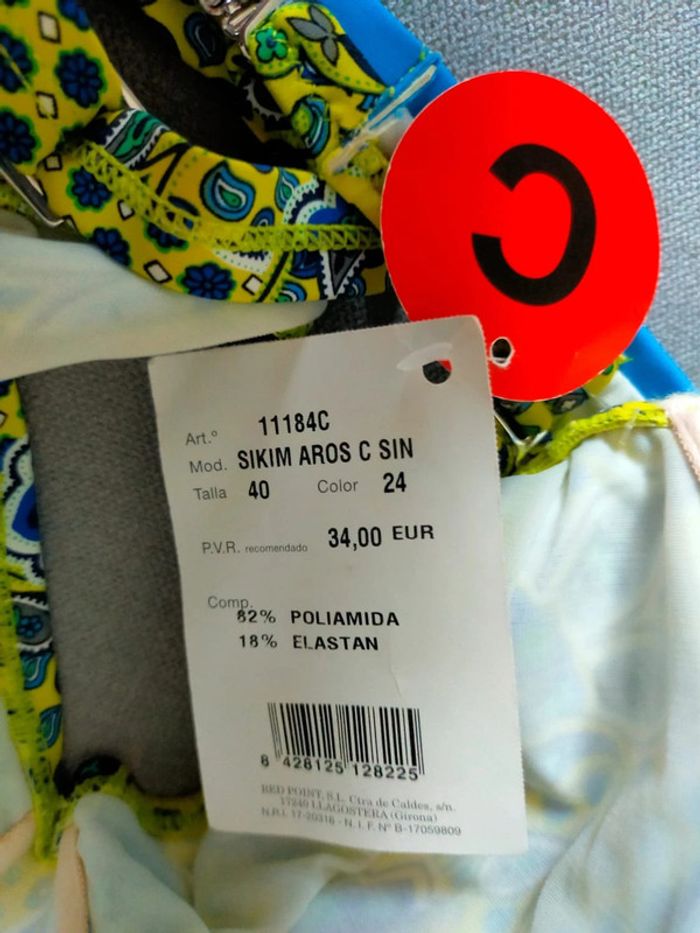 C
Art.° 11184C
Mod. SIKIM AROS C SIN
Talla 40 Color 24
P.V.R. recomendado 34,00 EUR
Comp.
82% POLIAMIDA
18% ELASTAN
8 428125 128225
RED POINT, S.L. Ctra de Caldes, s/n.
17240 LLAGOSTERA (Girona)
N.R.I. 17-20316 - N. I. F. Nº B-17059809